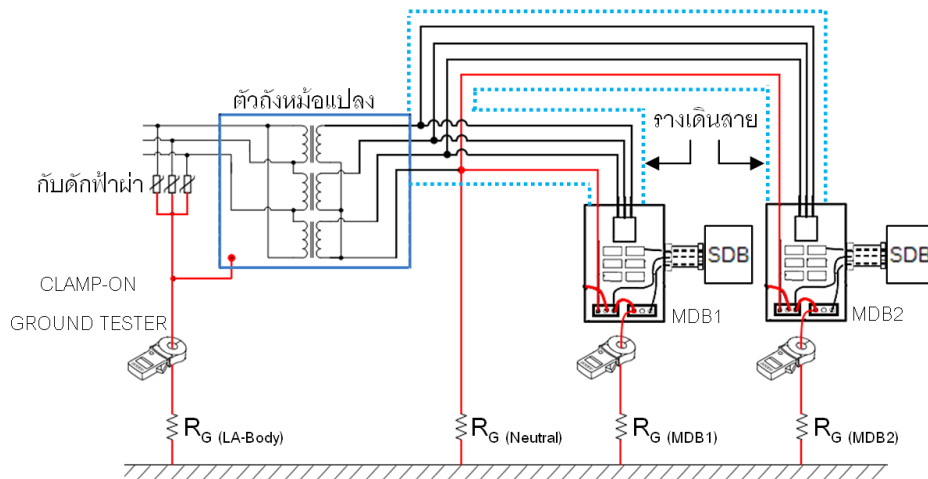 ตัวถังหม้อแปลง
รางเดินสาย
กับดักฟ้าผ่า
SDB
SDB
CLAMP-ON
GROUND TESTER
MDB1
MDB2
RG (LA-Body)
RG (Neutral)
RG (MDB1)
RG (MDB2)